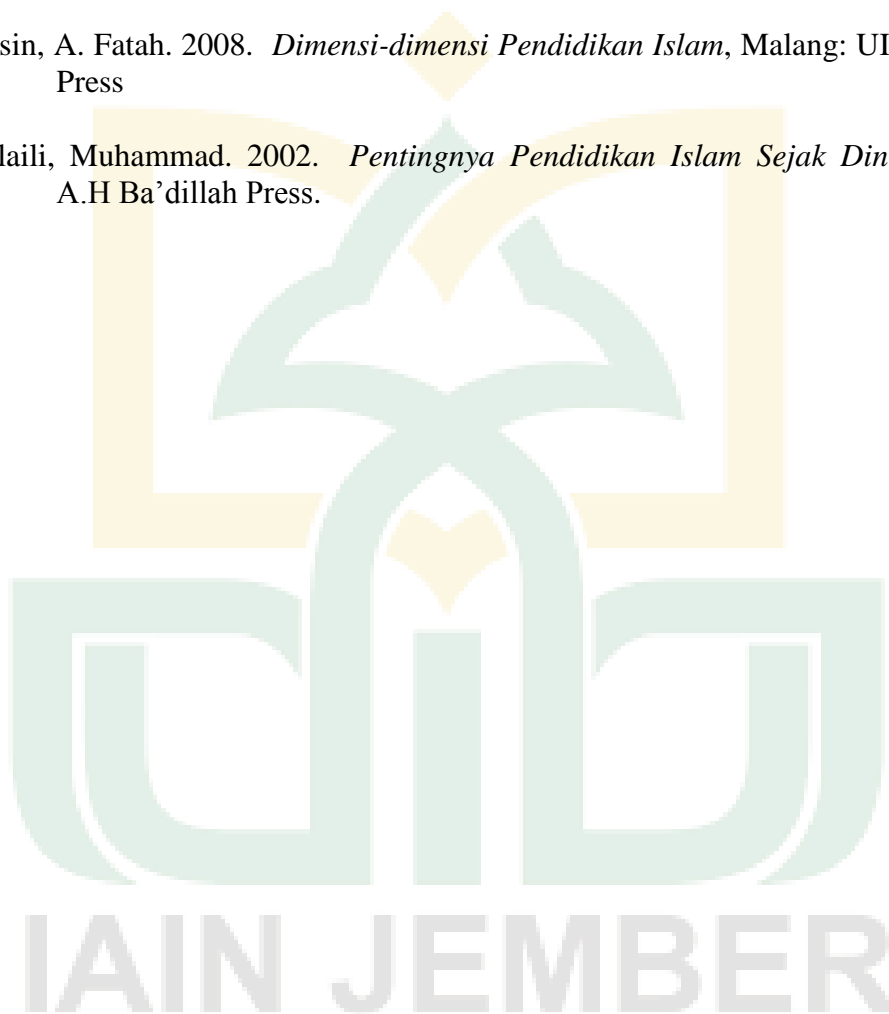 sin, A. Fatah. 2008. Dimensi-dimensi Pendidikan Islam, Malang: UI
Press
laili, Muhammad. 2002. Pentingnya Pendidikan Islam Sejak Din
A.H Ba’dillah Press.
IAIN JEMBER